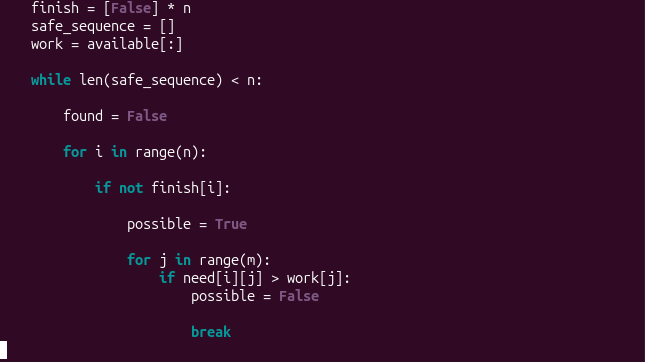 finish = [False] * n
safe_sequence = []
work = available[:]
while len(safe_sequence) < n:
found = False
for i in range(n):
if not finish[i]:
possible = True
for j in range(m):
if need[i][j] > work[j]:
possible = False
break